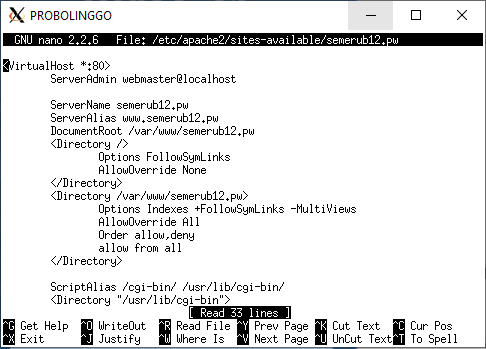 PROBOLINGGO
GNU nano 2.2.6 File: /etc/apache2/sites-available/semerub12.pw
<VirtualHost *:80>
ServerAdmin webmaster@localhost
ServerName semerub12.pw
ServerAlias www.semerub12.pw
DocumentRoot /var/www/semerub12.pw
<Directory />
Options FollowSymLinks
AllowOverride None
</Directory>
<Directory /var/www/semerub12.pw>
Options Indexes +FollowSymLinks -MultiViews
AllowOverride All
Order allow,deny
allow from all
</Directory>
ScriptAlias /cgi-bin/ /usr/lib/cgi-bin/
<Directory "/usr/lib/cgi-bin">
[ Read 33 lines ]
^G Get Help ^O WriteOut ^R Read File ^Y Prev Page ^K Cut Text ^C Cur Pos
^X Exit ^J Justify ^W Where Is ^V Next Page ^U UnCut Text ^T To Spell